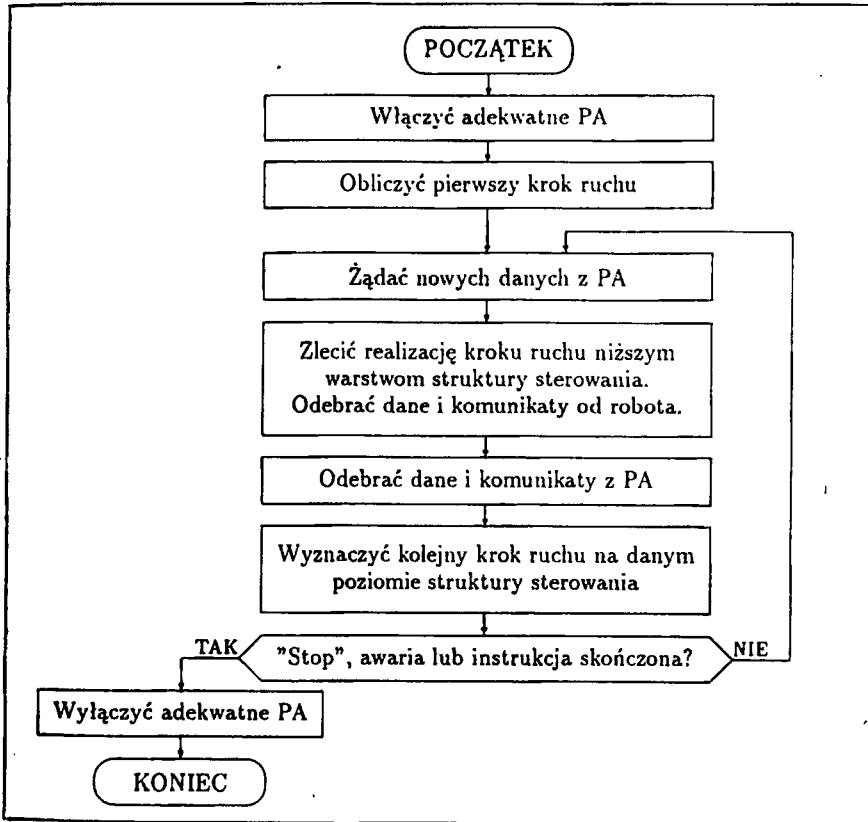 POCZĄTEK
Włączyć adekwatne PA
Obliczyć pierwszy krok ruchu
Żądać nowych danych z PA
Zlecić realizację kroku ruchu niższym
warstwom struktury sterowania.
Odebrać dane i komunikaty od robota.
Odebrać dane i komunikaty z PA
Wyznaczyć kolejny krok ruchu na danym
poziomie struktury sterowania
TAK
"Stop", awaria lub instrukcja skończona?
NIE
Wyłączyć adekwatne PA
KONIEC